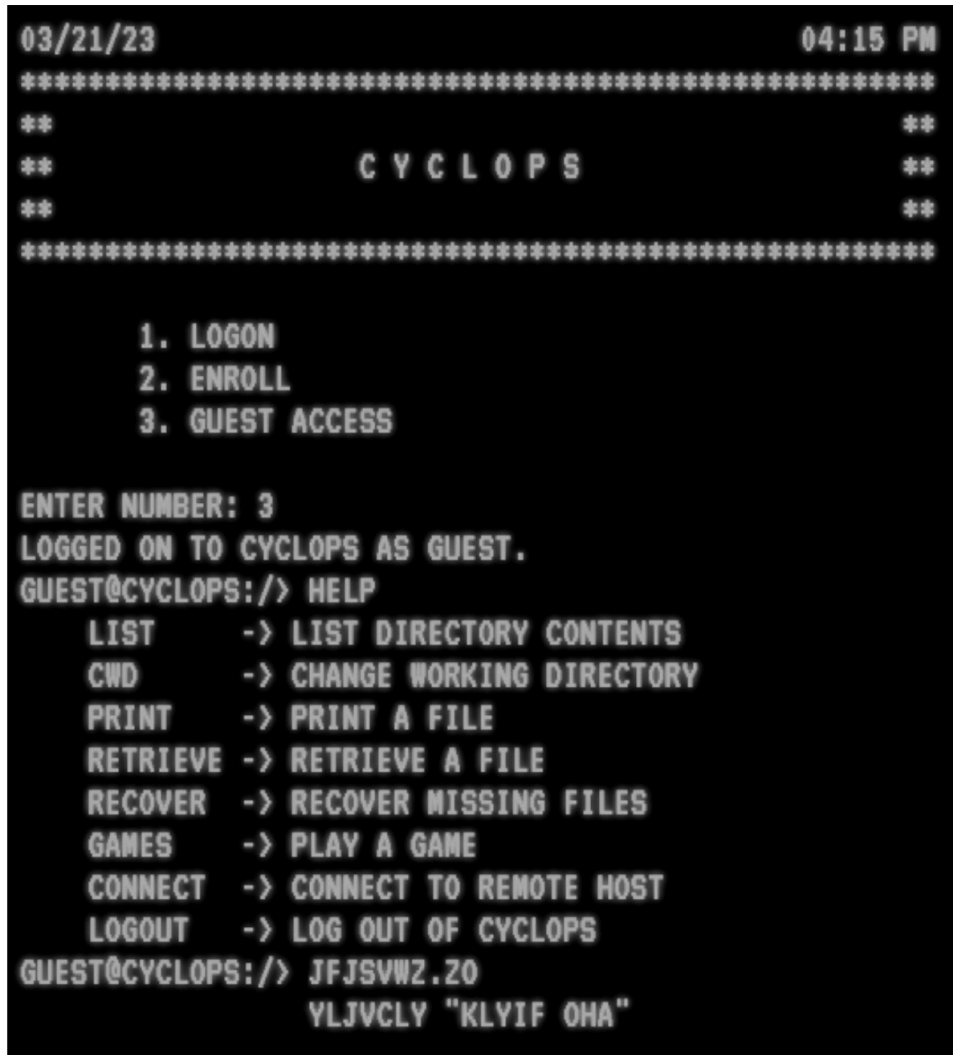 03/21/23 04:15 PM
******************************************************
** **
** C Y C L O P S **
** **
******************************************************
1. LOGON
2. ENROLL
3. GUEST ACCESS
ENTER NUMBER: 3
LOGGED ON TO CYCLOPS AS GUEST.
GUEST@CYCLOPS:/> HELP
LIST -> LIST DIRECTORY CONTENTS
CWD -> CHANGE WORKING DIRECTORY
PRINT -> PRINT A FILE
RETRIEVE -> RETRIEVE A FILE
RECOVER -> RECOVER MISSING FILES
GAMES -> PLAY A GAME
CONNECT -> CONNECT TO REMOTE HOST
LOGOUT -> LOG OUT OF CYCLOPS
GUEST@CYCLOPS:/> JFJSVWZ.ZO
YLJVCLY "KLYIF OHA"